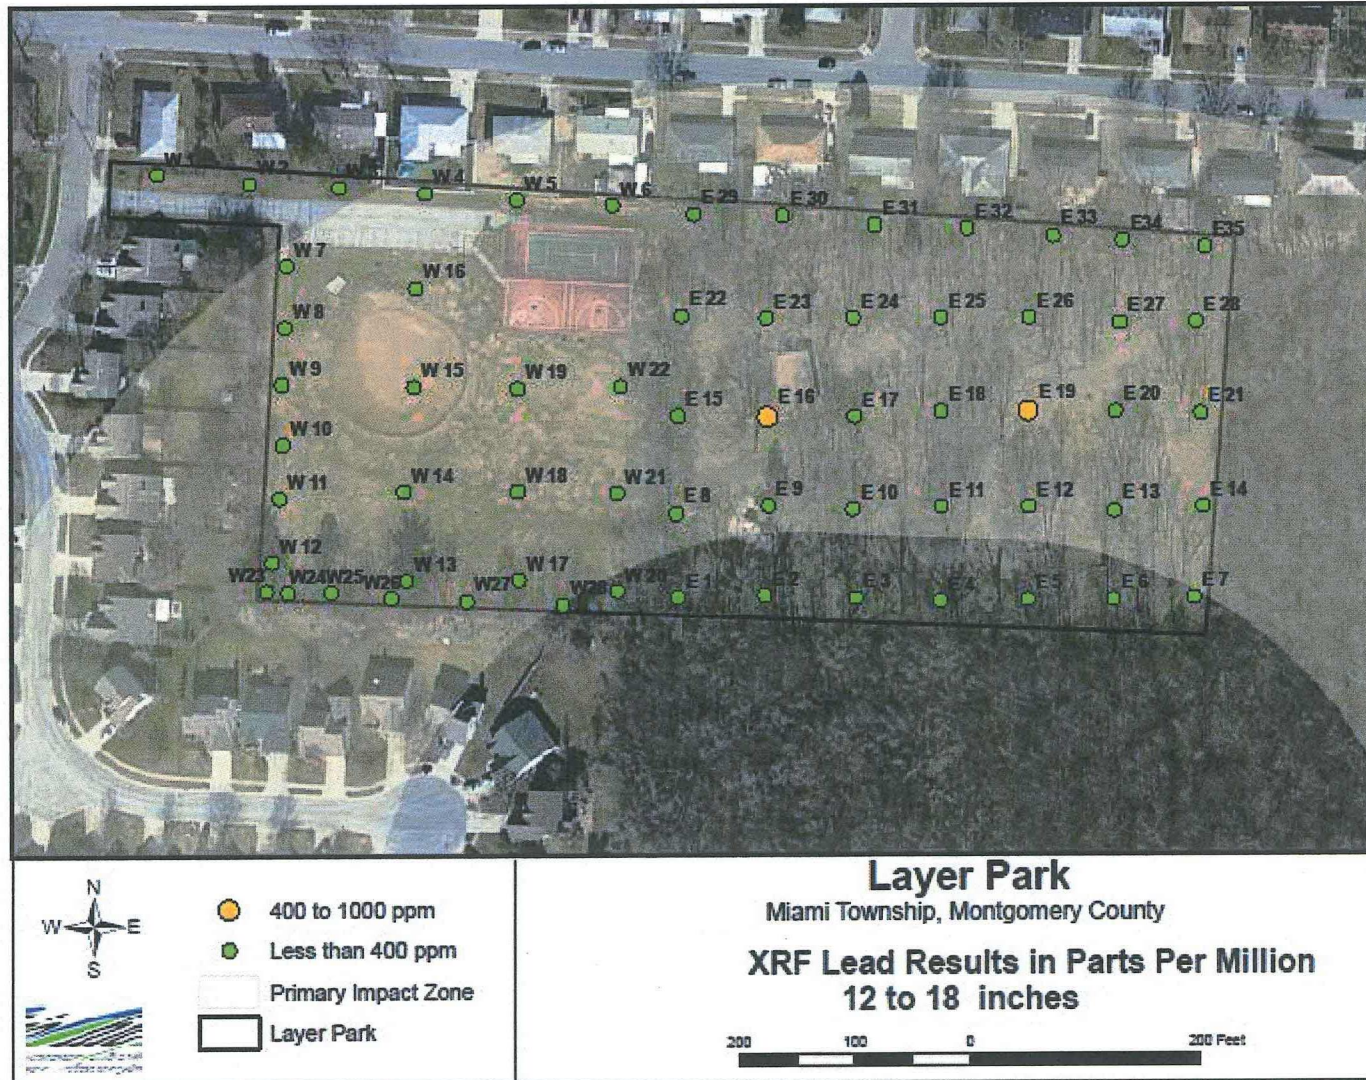 W 1
W 2
W 3
W 4
W 5
W 6
E 29
E 30
E 31
E 32
E 33
E34
E35
W 7
W 16
W 8
E 22
E 23
E 24
E 25
E 26
E 27
E 28
W 9
W 15
W 19
W 22
E 15
E 16
E 17
E 18
E 19
E 20
E 21
W 10
W 11
W 14
W 18
W 21
E 8
E 9
E 10
E 11
E 12
E 13
E 14
W 12
W23
W24
W25
W26
W 13
W27
W 17
W28
W 20
E 1
E 2
E 3
E 4
E 5
E 6
E 7
N
W E
S
400 to 1000 ppm
Less than 400 ppm
Primary Impact Zone
Layer Park
Layer Park
Miami Township, Montgomery County
XRF Lead Results in Parts Per Million
12 to 18 inches
200 100 0 200 Feet